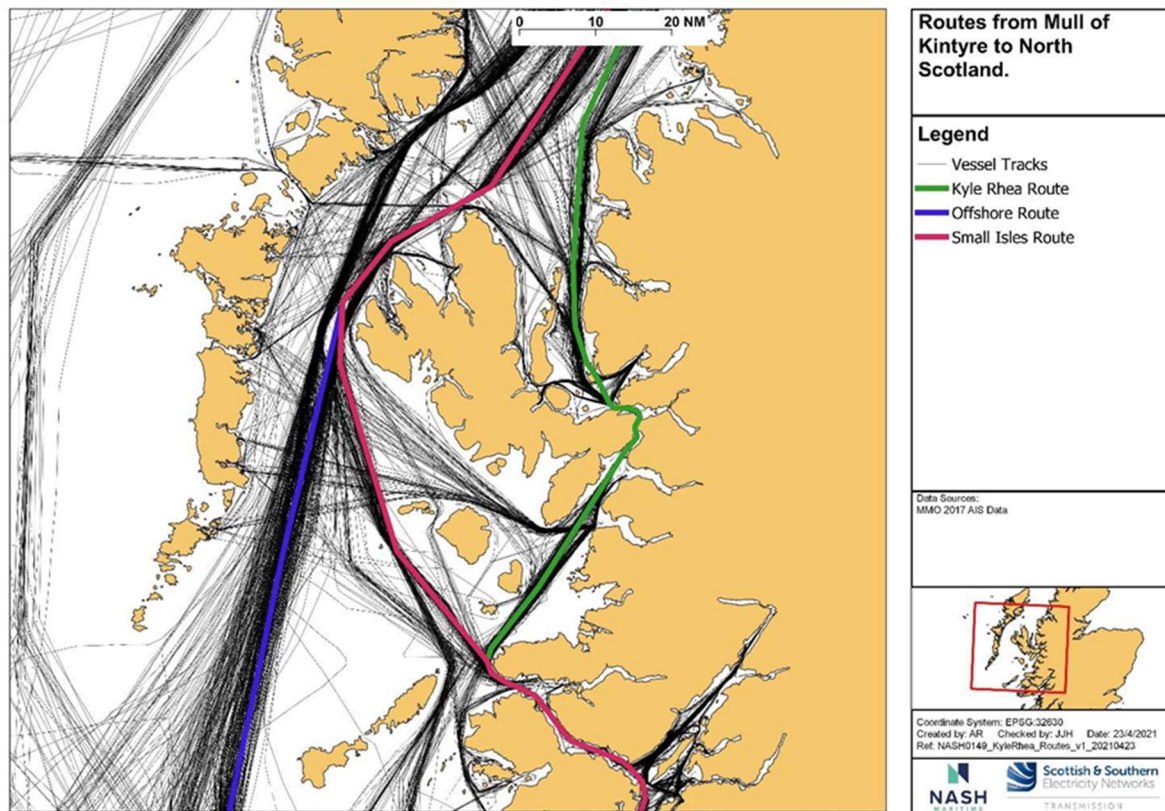 0 10 20 NM
Routes from Mull of
Kintyre to North
Scotland.
Legend
Vessel Tracks
Kyle Rhea Route
Offshore Route
Small Isles Route
Data Sources:
MMO 2017 AIS Data
Coordinate System: EPSG:32630
Created by: AR Checked by: JJH Date: 23/4/2021
Ref: NASH0149_KyleRhea_Routes_v1_20210423
NASH
MARITIME
Scottish & Southern
Electricity Networks
TRANSMISSION